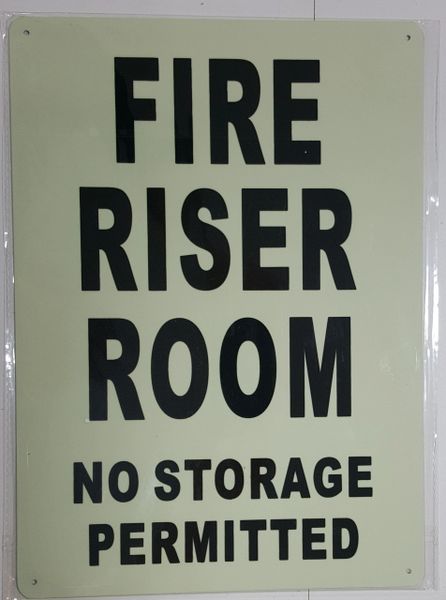 FIRE
RISER
ROOM
NO STORAGE
PERMITTED